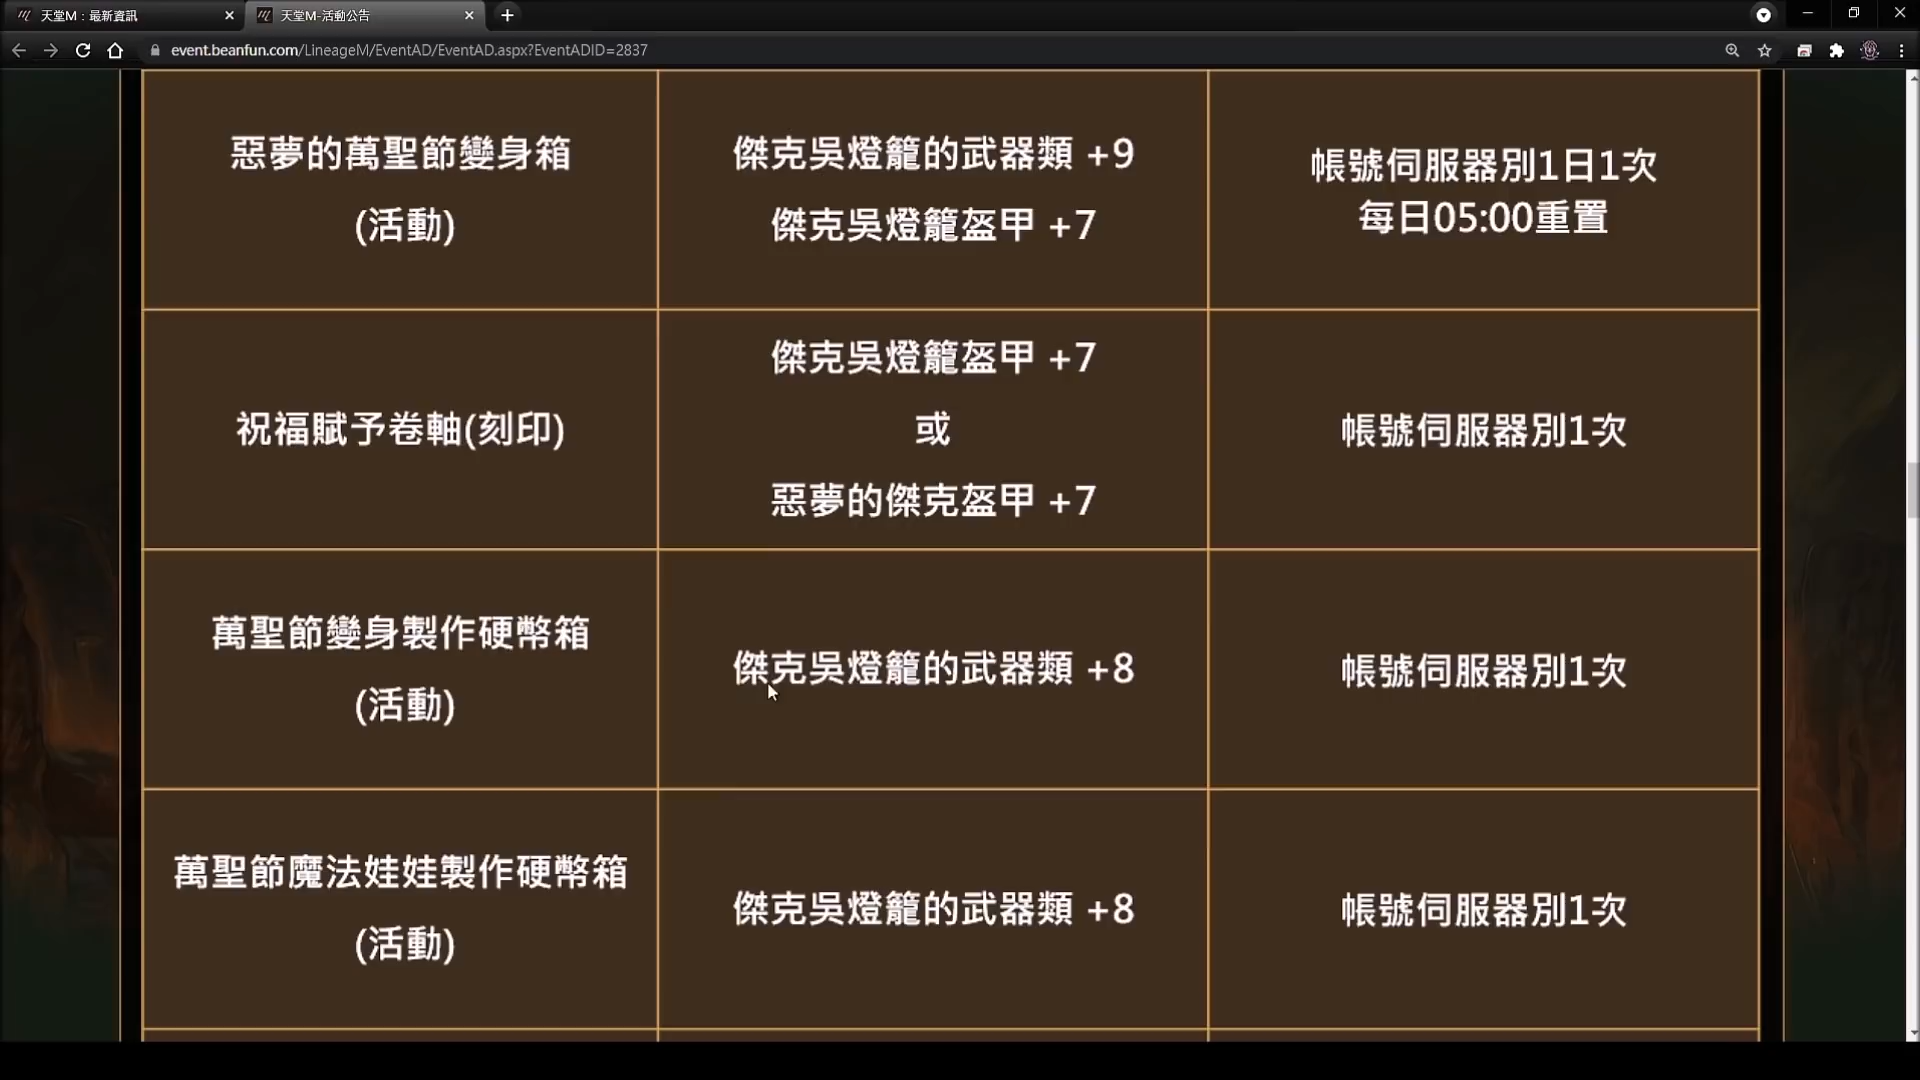 天堂M：最新資訊
天堂M-活動公告
event.beanfun.com/LineageM/EventAD/EventAD.aspx?EventADID=2837
惡夢的萬聖節變身箱
(活動)
傑克吳燈籠的武器類 +9
傑克吳燈籠盔甲 +7
帳號伺服器別1日1次
每日05:00重置
祝福賦予卷軸(刻印)
傑克吳燈籠盔甲 +7
或
惡夢的傑克盔甲 +7
帳號伺服器別1次
萬聖節變身製作硬幣箱
(活動)
傑克吳燈籠的武器類 +8
帳號伺服器別1次
萬聖節魔法娃娃製作硬幣箱
(活動)
傑克吳燈籠的武器類 +8
帳號伺服器別1次